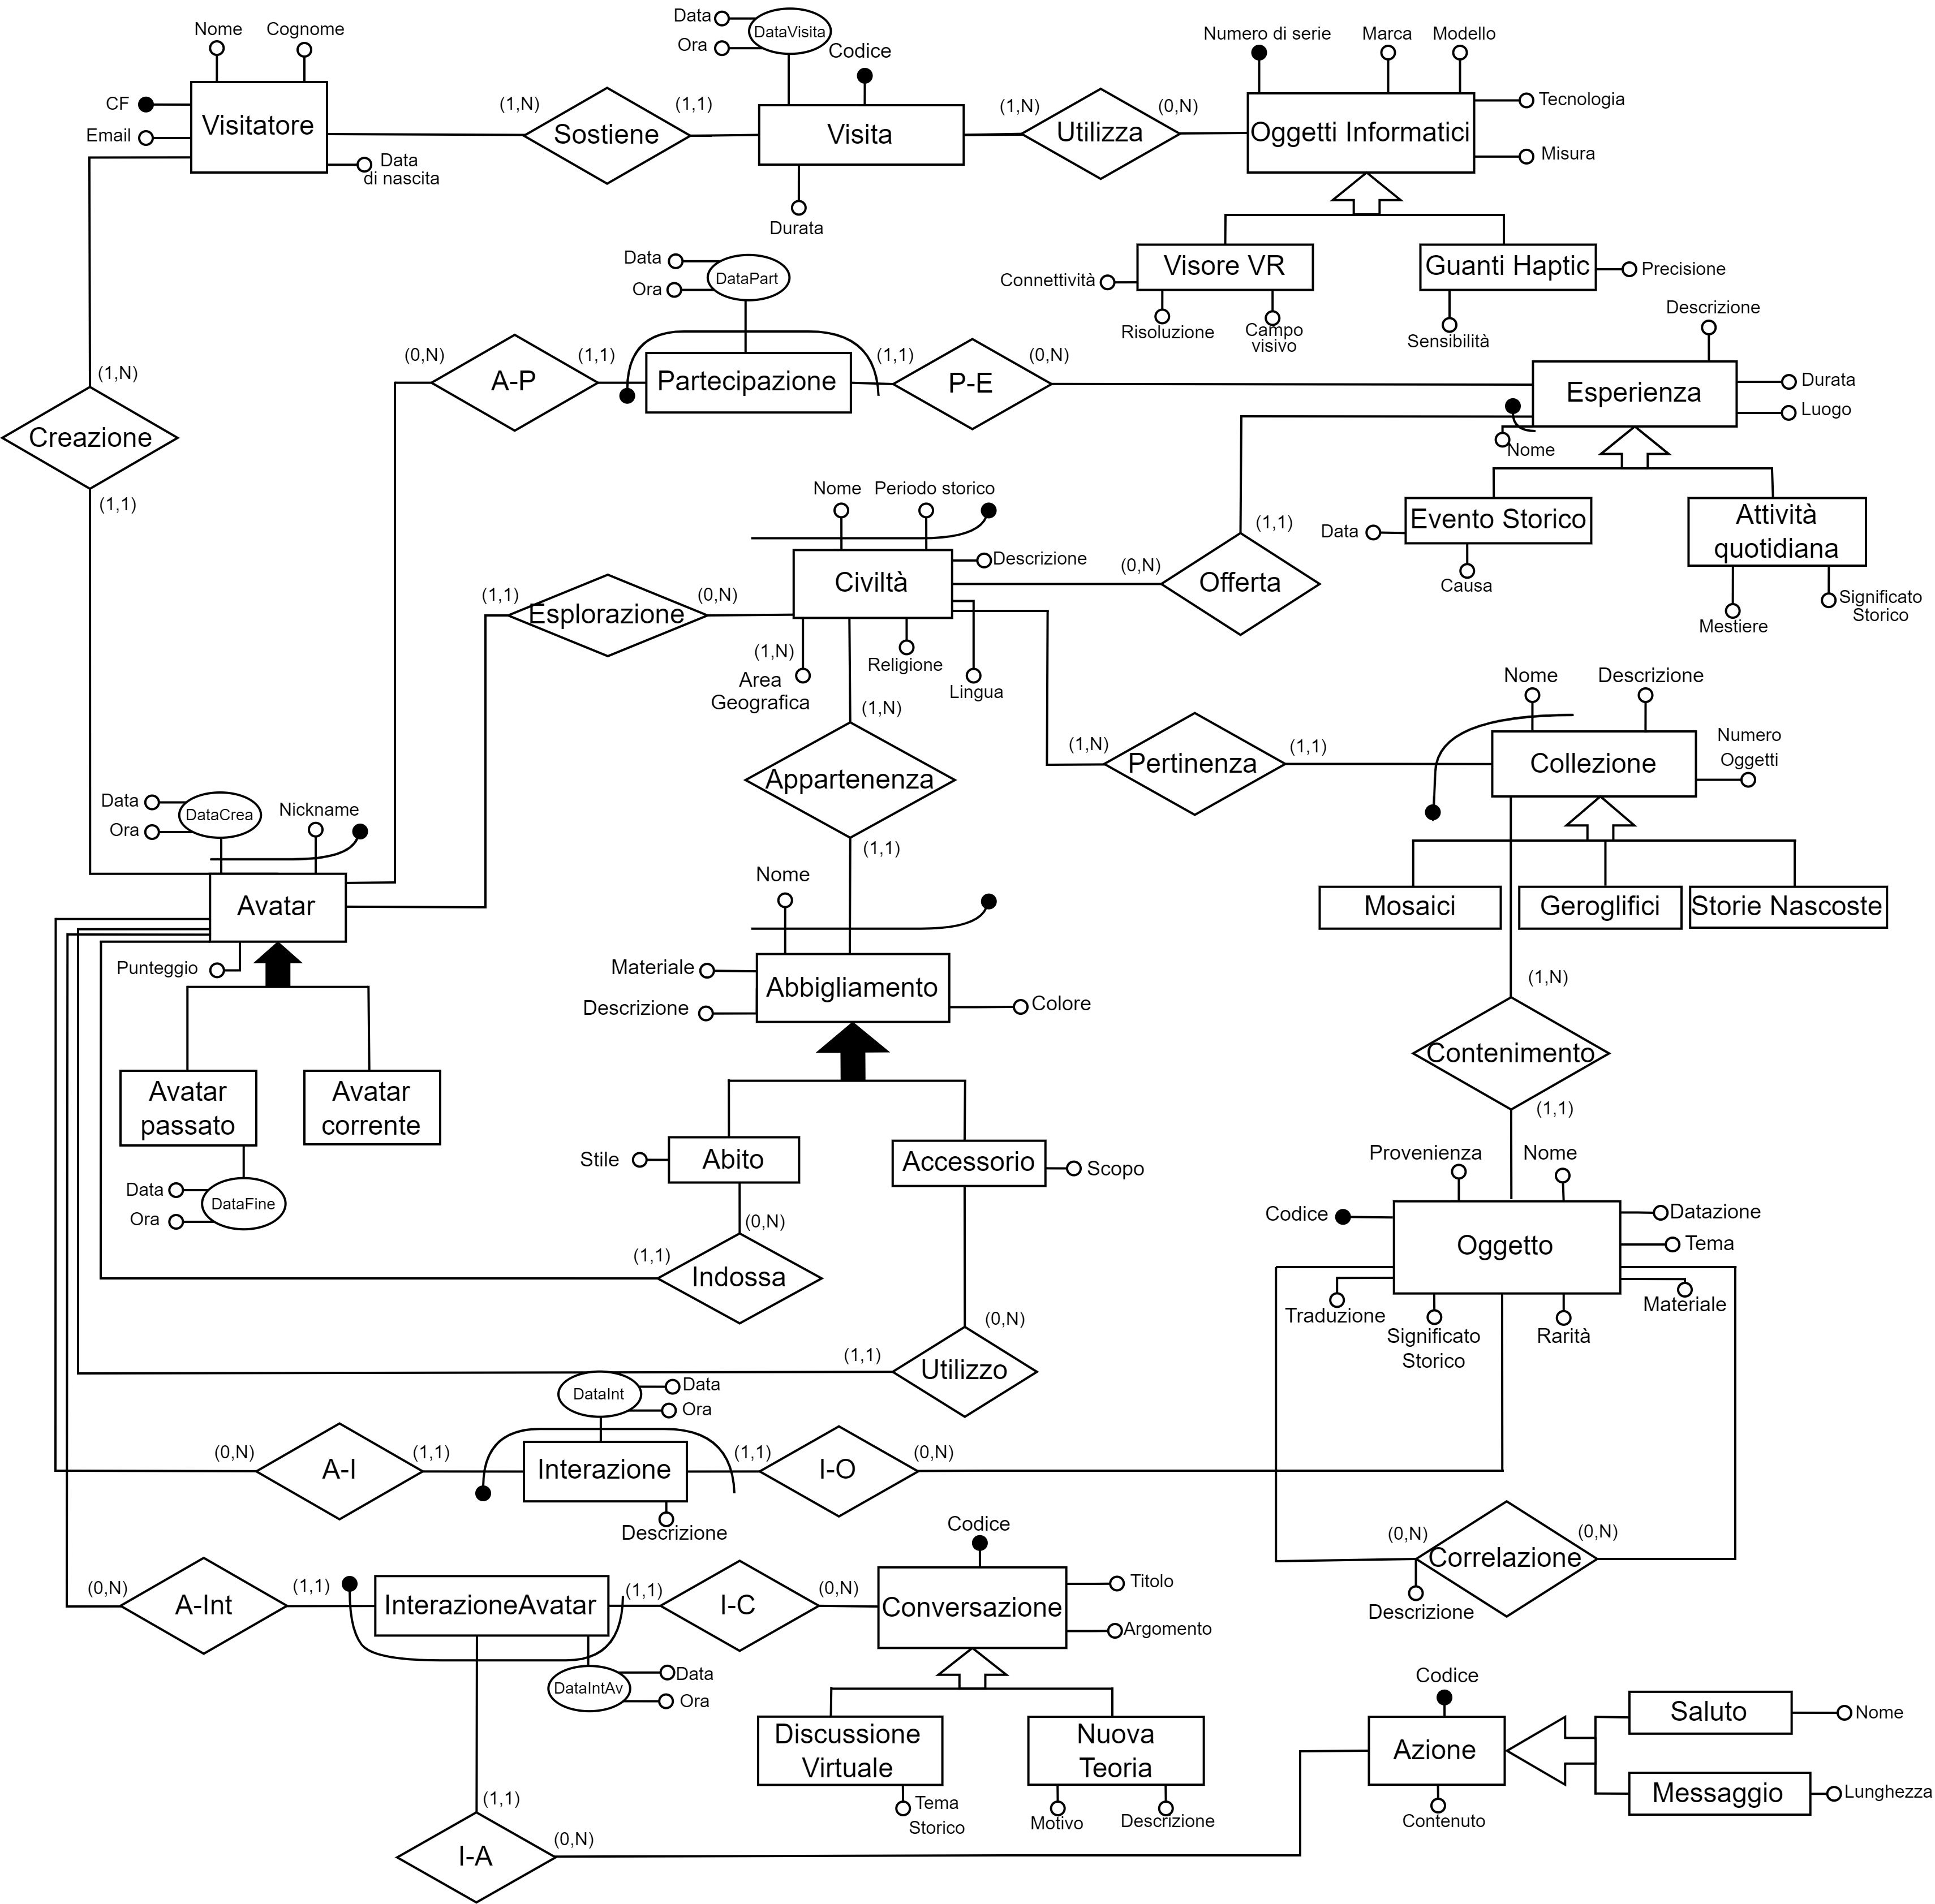 Nome
Cognome
CF
Email
Visitatore
Data
di nascita
(1,N)
Sostiene
(1,1)
Data
Ora
DataVisita
Codice
Visita
Durata
(1,N)
Utilizza
(0,N)
Numero di serie
Marca
Modello
Oggetti Informatici
Tecnologia
Misura
Visore VR
Connettività
Risoluzione
Campo
visivo
Guanti Haptic
Precisione
Sensibilità
(1,N)
Creazione
(1,1)
(0,N)
A-P
(1,1)
Data
Ora
DataPart
Partecipazione
(1,1)
P-E
(0,N)
Descrizione
Esperienza
Durata
Luogo
Nome
Evento Storico
Data
Causa
Attività
quotidiana
Mestiere
Significato
Storico
(1,1)
Offerta
(0,N)
Nome
Periodo storico
Civiltà
Descrizione
(1,N)
Area
Geografica
Religione
Lingua
(1,1)
Esplorazione
(0,N)
(1,N)
Appartenenza
(1,1)
(1,N)
Pertinenza
(1,1)
Nome
Descrizione
Collezione
Numero
Oggetti
Mosaici
Geroglifici
Storie Nascoste
Data
Ora
DataCrea
Nickname
Avatar
Punteggio
Avatar
passato
Avatar
corrente
Data
Ora
DataFine
Nome
Materiale
Descrizione
Abbigliamento
Colore
Stile
Abito
Accessorio
Scopo
(0,N)
(1,1)
Indossa
(0,N)
(1,1)
Utilizzo
(1,N)
Contenimento
(1,1)
Provenienza
Nome
Codice
Oggetto
Datazione
Tema
Traduzione
Significato
Storico
Rarità
Materiale
DataInt
Data
Ora
(0,N)
A-I
(1,1)
Interazione
Descrizione
(1,1)
I-O
(0,N)
(0,N)
Correlazione
(0,N)
Descrizione
(0,N)
A-Int
(1,1)
InterazioneAvatar
DataIntAv
Data
Ora
(1,1)
I-C
(0,N)
Codice
Conversazione
Titolo
Argomento
Discussione
Virtuale
Tema
Storico
Nuova
Teoria
Motivo
Descrizione
(1,1)
I-A
(0,N)
Codice
Azione
Contenuto
Saluto
Nome
Messaggio
Lunghezza